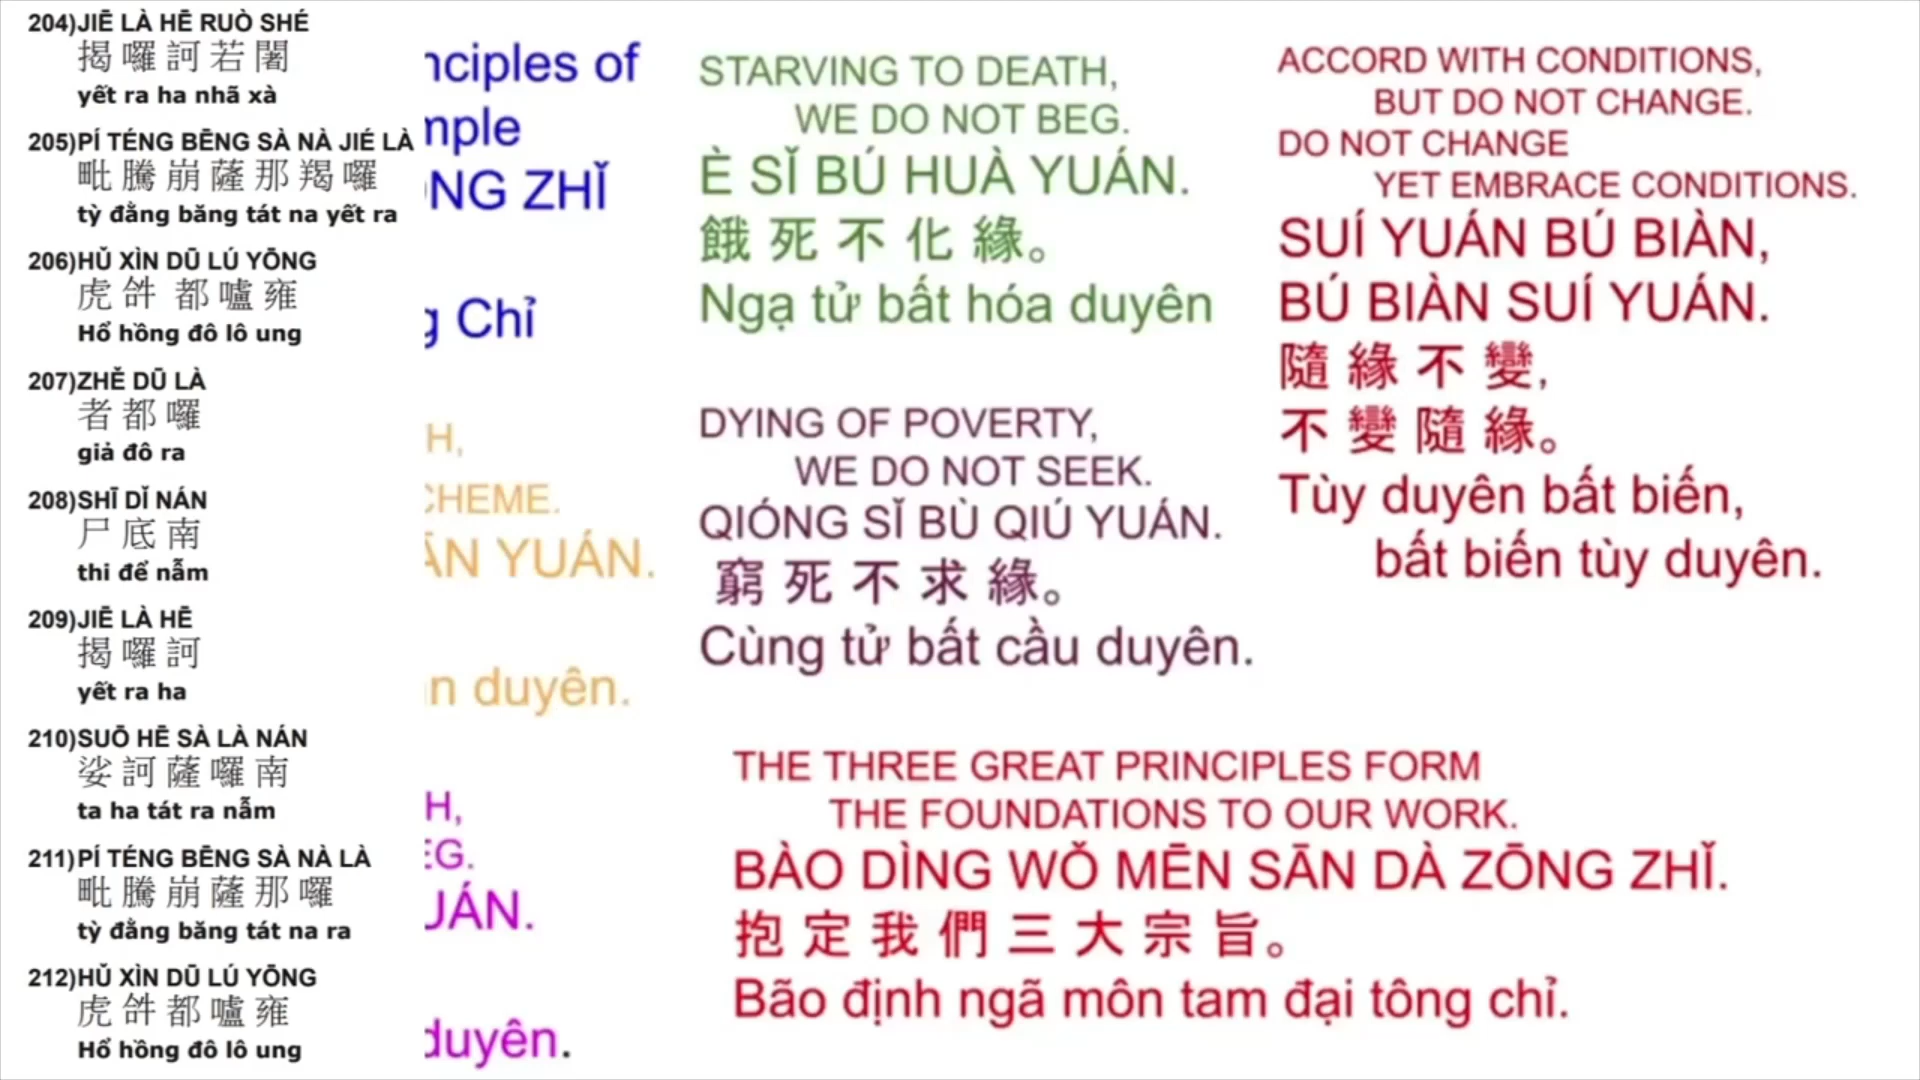 204)JIĒ LÀ HĒ RUÒ SHÉ
揭 囉 訶 若 闍
yết ra ha nhã xà
205)PÍ TÉNG BĒNG SÀ NÀ JIÉ LÀ
毗 騰 崩 薩 那 羯 囉
tỳ đằng băng tát na yết ra
206)HǓ XÌN DŪ LÚ YŌNG
虎 𤙖 都 嚧 雍
Hổ hồng đô lô ung
207)ZHĚ DŪ LÀ
者 都 囉
giả đô ra
208)SHĪ DǏ NÁN
尸 底 南
thi để nẫm
209)JIĒ LÀ HĒ
揭 囉 訶
yết ra ha
210)SUŌ HĒ SÀ LÀ NÁN
娑 訶 薩 囉 南
ta ha tát ra nẫm
211)PÍ TÉNG BĒNG SÀ NÀ LÀ
毗 騰 崩 薩 那 囉
tỳ đằng băng tát na ra
212)HǓ XÌN DŪ LÚ YŌNG
虎 𤙖 都 嚧 雍
Hổ hồng đô lô ung
nciples of
mple
ONG ZHǏ
g Chỉ
H,
CHEME.
ĀN YUÁN.
n duyên.
H,
EG.
UÁN.
duyên.
STARVING TO DEATH,
WE DO NOT BEG.
È SǏ BÚ HUÀ YUÁN.
餓 死 不 化 緣。
Ngạ tử bất hóa duyên
DYING OF POVERTY,
WE DO NOT SEEK.
QIÓNG SǏ BÙ QIÚ YUÁN.
窮 死 不 求 緣。
Cùng tử bất cầu duyên.
ACCORD WITH CONDITIONS,
BUT DO NOT CHANGE.
DO NOT CHANGE
YET EMBRACE CONDITIONS.
SUÍ YUÁN BÚ BIÀN,
BÚ BIÀN SUÍ YUÁN.
隨 緣 不 變,
不 變 隨 緣。
Tùy duyên bất biến,
bất biến tùy duyên.
THE THREE GREAT PRINCIPLES FORM
THE FOUNDATIONS TO OUR WORK.
BÀO DÌNG WǑ MĒN SĀN DÀ ZŌNG ZHǏ.
抱 定 我 們 三 大 宗 旨。
Bão định ngã môn tam đại tông chỉ.